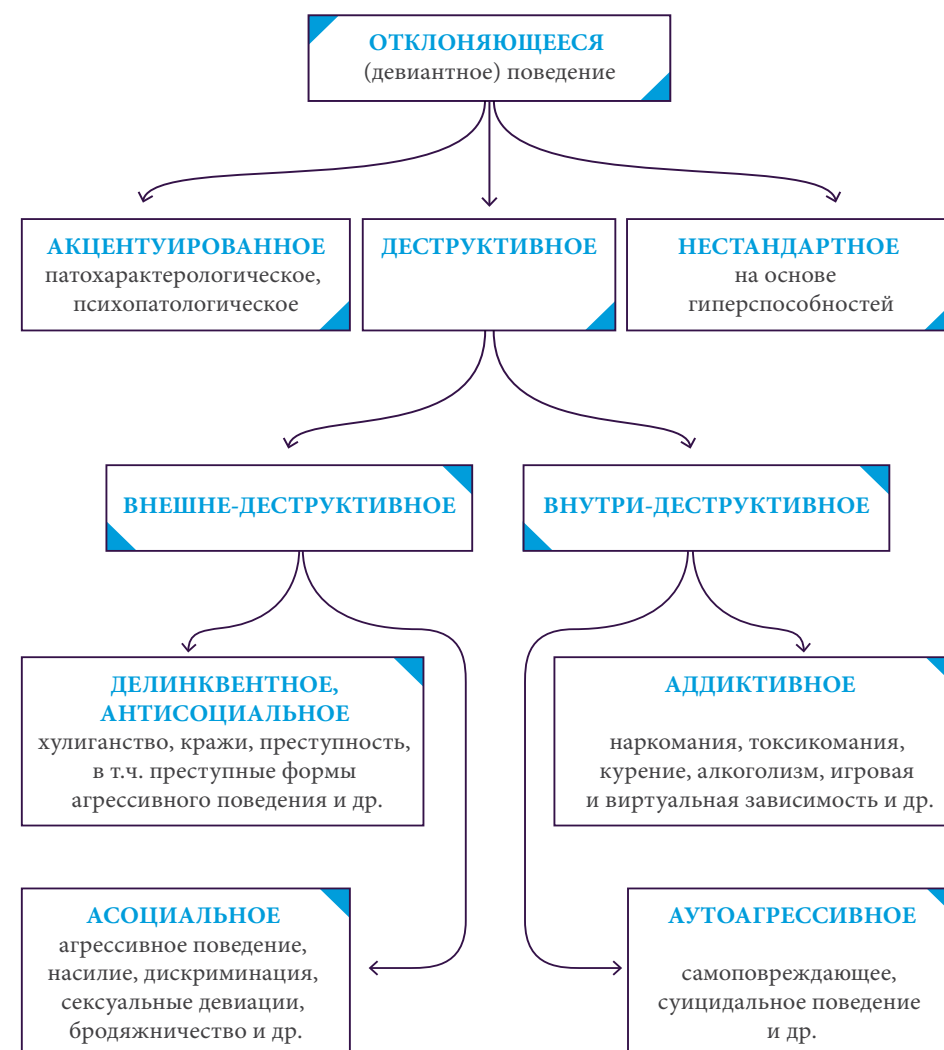 ОТКЛОНЯЮЩЕЕСЯ
(девиантное) поведение
АКЦЕНТУИРОВАННОЕ
патохарактерологическое,
психопатологическое
ДЕСТРУКТИВНОЕ
НЕСТАНДАРТНОЕ
на основе
гиперспособностей
ВНЕШНЕ-ДЕСТРУКТИВНОЕ
ВНУТРИ-ДЕСТРУКТИВНОЕ
ДЕЛИНКВЕНТНОЕ,
АНТИСОЦИАЛЬНОЕ
хулиганство, кражи, преступность,
в т.ч. преступные формы
агрессивного поведения и др.
АДДИКТИВНОЕ
наркомания, токсикомания,
курение, алкоголизм, игровая
и виртуальная зависимость и др.
АСОЦИАЛЬНОЕ
агрессивное поведение,
насилие, дискриминация,
сексуальные девиации,
бродяжничество и др.
АУТОАГРЕССИВНОЕ
самоповреждающее,
суицидальное поведение
и др.